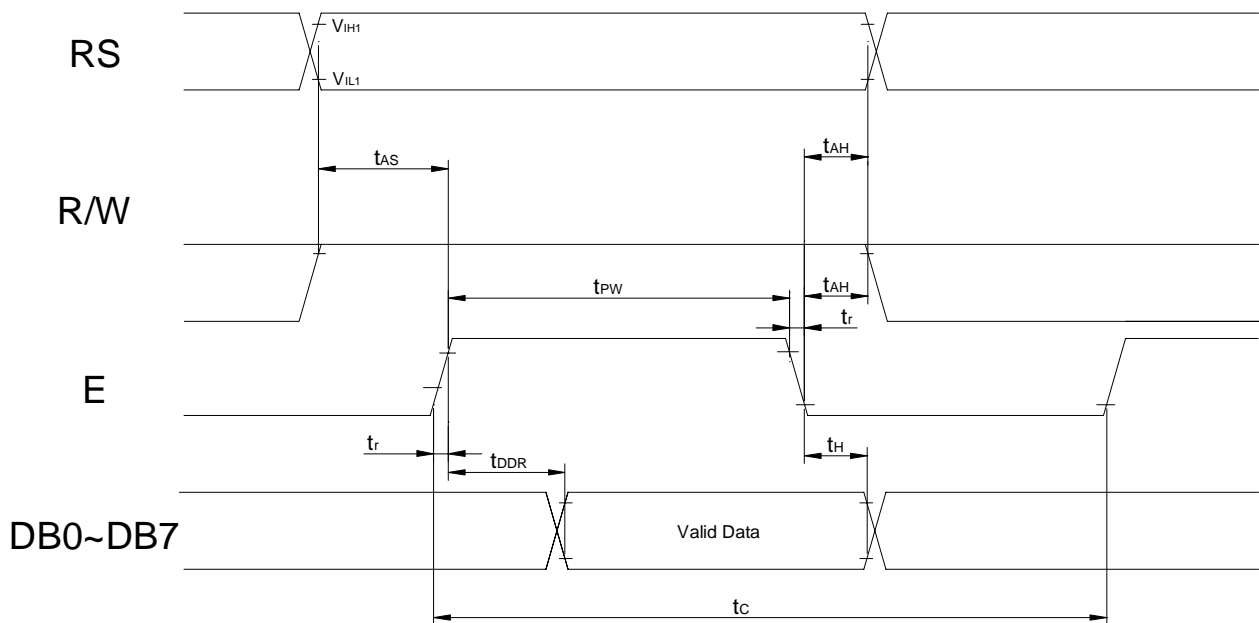 RS
VIH1
VIL1
tAS
tAH
R/W
tPW
tAH
tr
E
tr
tDDR
tH
DB0~DB7
Valid Data
tC